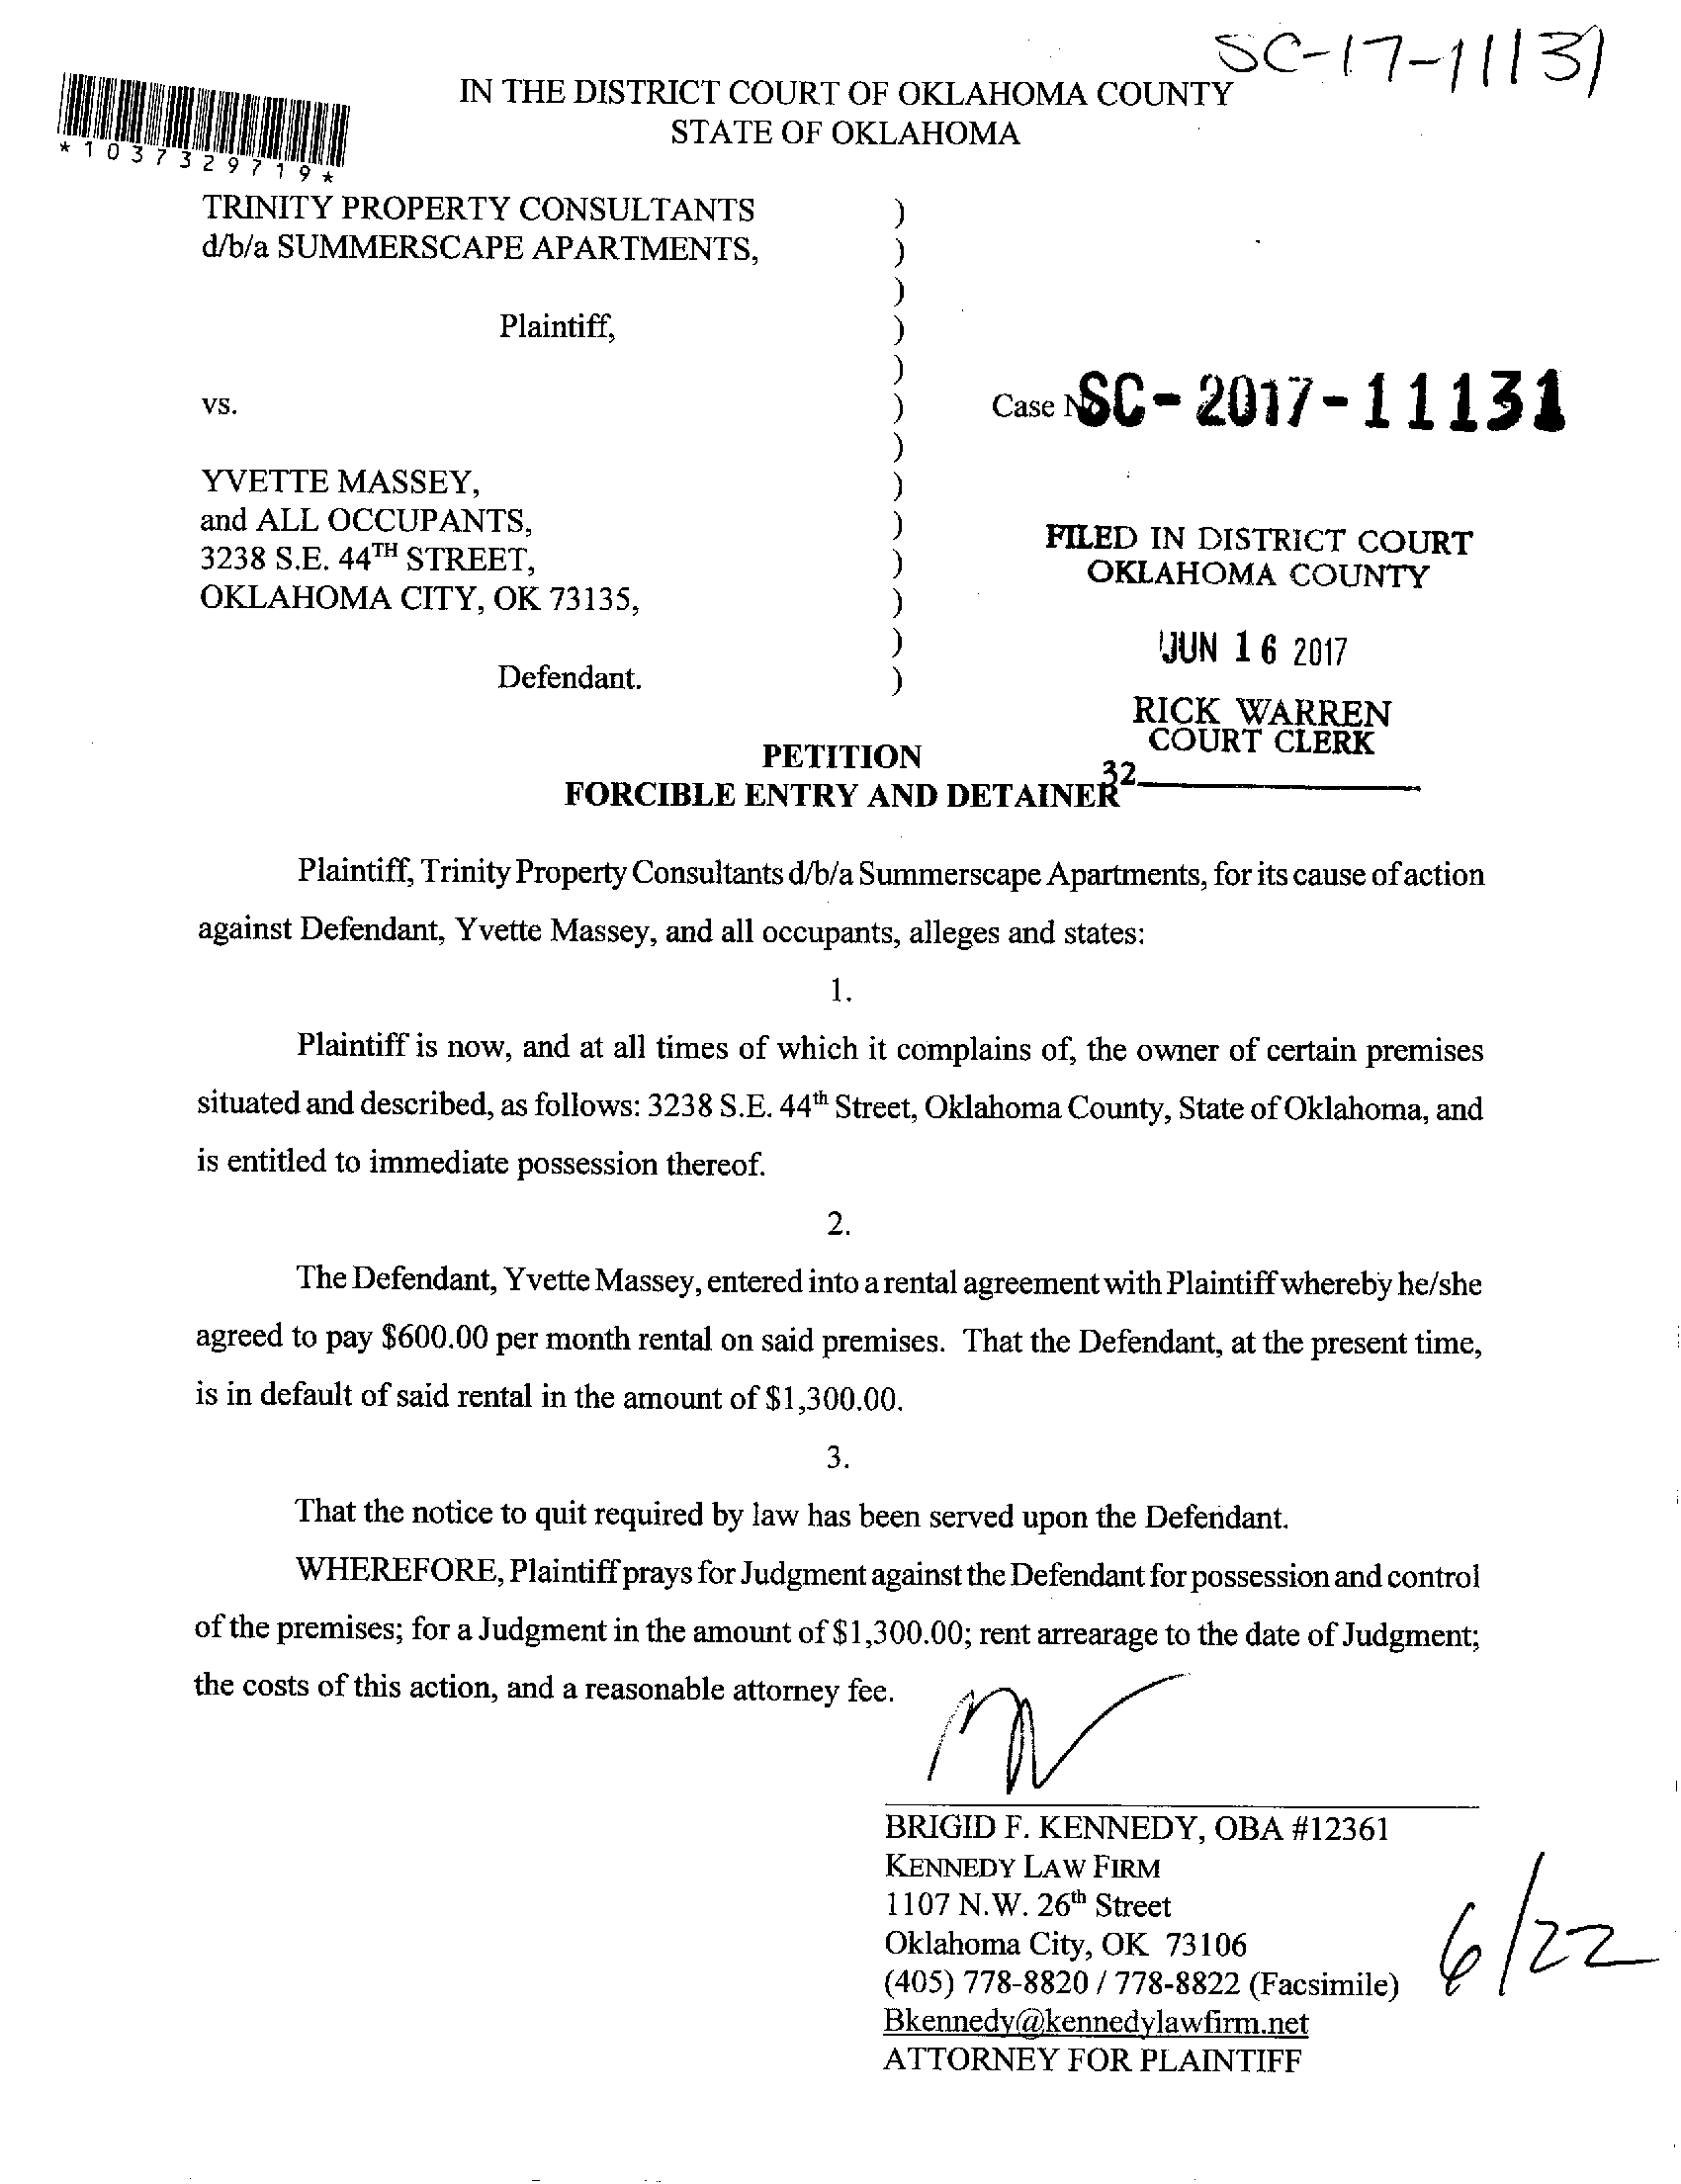 SC-17-11131
IN THE DISTRICT COURT OF OKLAHOMA COUNTY
STATE OF OKLAHOMA
*1037329719*
TRINITY PROPERTY CONSULTANTS )
d/b/a SUMMERSCAPE APARTMENTS, )
)
Plaintiff, )
)
vs. ) Case No SC-2017-11131
)
YVETTE MASSEY, )
and ALL OCCUPANTS, )
3238 S.E. 44TH STREET, )
OKLAHOMA CITY, OK 73135, )
)
Defendant. )
FILED IN DISTRICT COURT
OKLAHOMA COUNTY
JUN 16 2017
RICK WARREN
COURT CLERK
32
PETITION
FORCIBLE ENTRY AND DETAINER
Plaintiff, Trinity Property Consultants d/b/a Summerscape Apartments, for its cause of action
against Defendant, Yvette Massey, and all occupants, alleges and states:
1.
Plaintiff is now, and at all times of which it complains of, the owner of certain premises
situated and described, as follows: 3238 S.E. 44th Street, Oklahoma County, State of Oklahoma, and
is entitled to immediate possession thereof.
2.
The Defendant, Yvette Massey, entered into a rental agreement with Plaintiff whereby he/she
agreed to pay $600.00 per month rental on said premises. That the Defendant, at the present time,
is in default of said rental in the amount of $1,300.00.
3.
That the notice to quit required by law has been served upon the Defendant.
WHEREFORE, Plaintiff prays for Judgment against the Defendant for possession and control
of the premises; for a Judgment in the amount of $1,300.00; rent arrearage to the date of Judgment;
the costs of this action, and a reasonable attorney fee.
BRIGID F. KENNEDY, OBA #12361
KENNEDY LAW FIRM
1107 N.W. 26th Street
Oklahoma City, OK 73106
(405) 778-8820 / 778-8822 (Facsimile)
Bkennedy@kennedylawfirm.net
ATTORNEY FOR PLAINTIFF
6/22